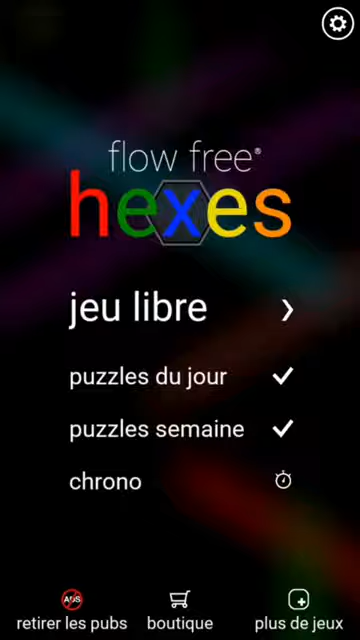 flow free®
hexes
jeu libre
puzzles du jour
puzzles semaine
chrono
ADS
retirer les pubs
boutique
plus de jeux